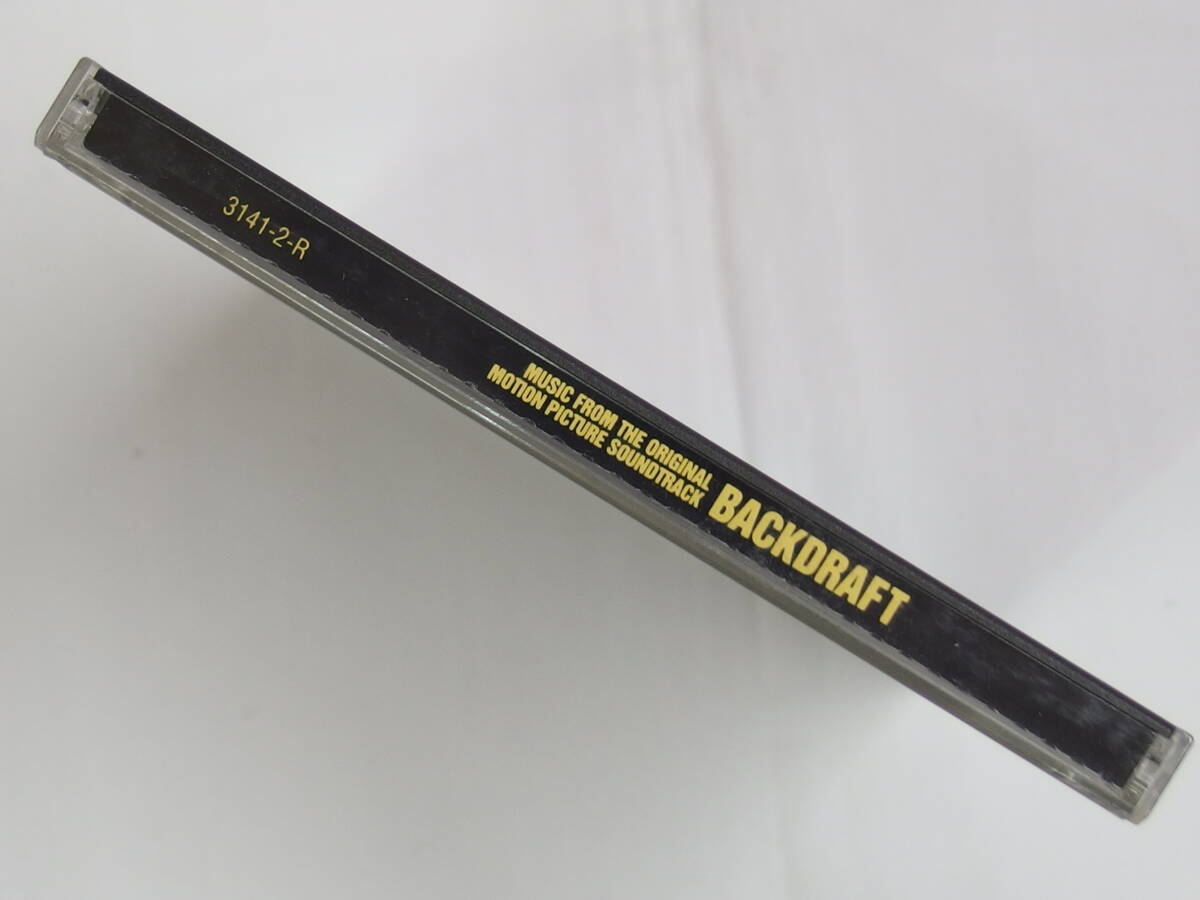 3141-2-R
MUSIC FROM THE ORIGINAL
MOTION PICTURE SOUNDTRACK
BACKDRAFT